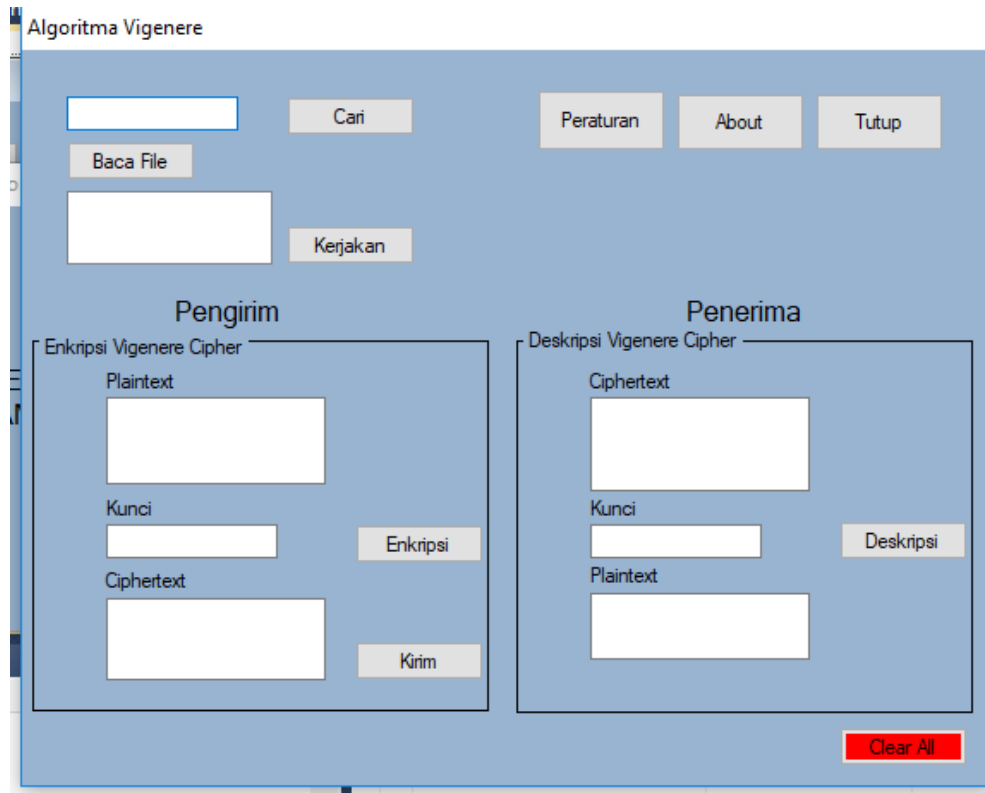 Algoritma Vigenere
Cari
Peraturan
About
Tutup
Baca File
Kerjakan
Pengirim
Penerima
Enkripsi Vigenere Cipher
Deskripsi Vigenere Cipher
Plaintext
Ciphertext
Kunci
Kunci
Enkripsi
Deskripsi
Ciphertext
Plaintext
Kirim
Clear All